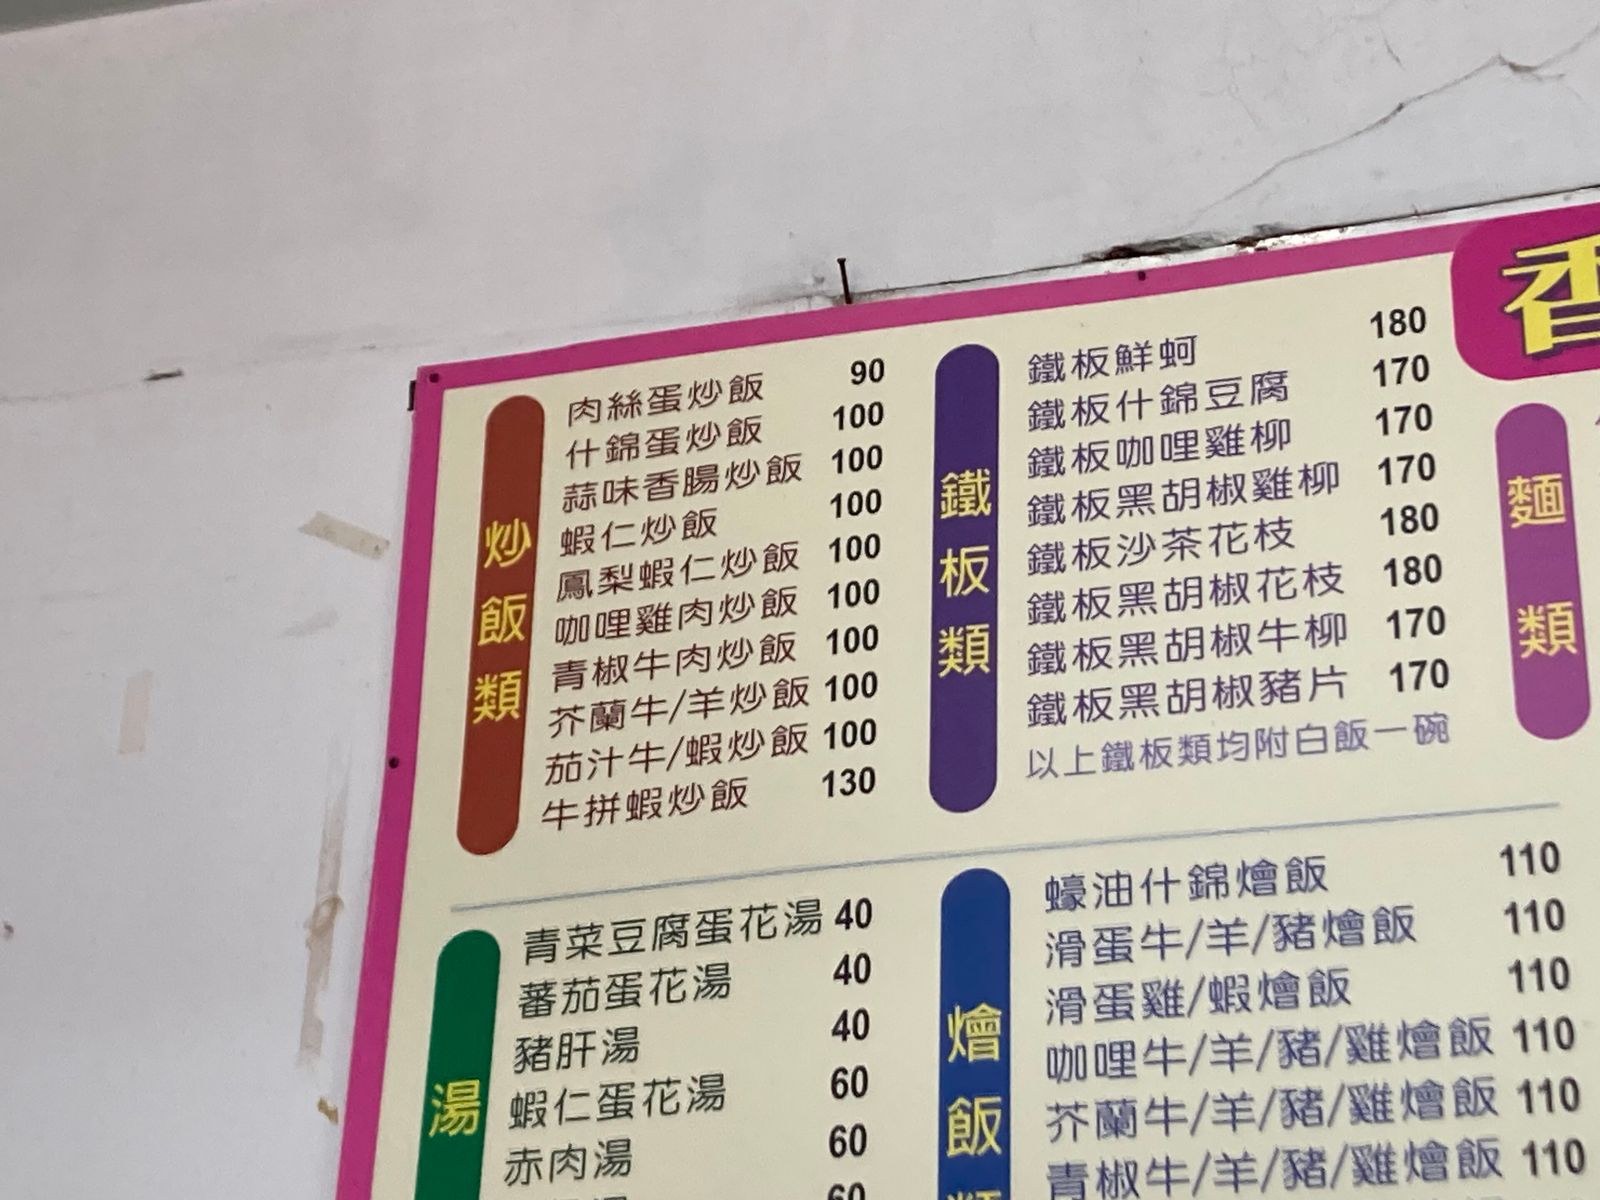 香
炒飯類
肉絲蛋炒飯 90
什錦蛋炒飯 100
蒜味香腸炒飯 100
蝦仁炒飯 100
鳳梨蝦仁炒飯 100
咖哩雞肉炒飯 100
青椒牛肉炒飯 100
芥蘭牛/羊炒飯 100
茄汁牛/蝦炒飯 100
牛拼蝦炒飯 130
鐵板類
鐵板鮮蚵 180
鐵板什錦豆腐 170
鐵板咖哩雞柳 170
鐵板黑胡椒雞柳 170
鐵板沙茶花枝 180
鐵板黑胡椒花枝 180
鐵板黑胡椒牛柳 170
鐵板黑胡椒豬片 170
以上鐵板類均附白飯一碗
麵類
湯
青菜豆腐蛋花湯 40
蕃茄蛋花湯 40
豬肝湯 40
蝦仁蛋花湯 60
赤肉湯 60
60
燴飯類
蠔油什錦燴飯 110
滑蛋牛/羊/豬燴飯 110
滑蛋雞/蝦燴飯 110
咖哩牛/羊/豬/雞燴飯 110
芥蘭牛/羊/豬/雞燴飯 110
青椒牛/羊/豬/雞燴飯 110